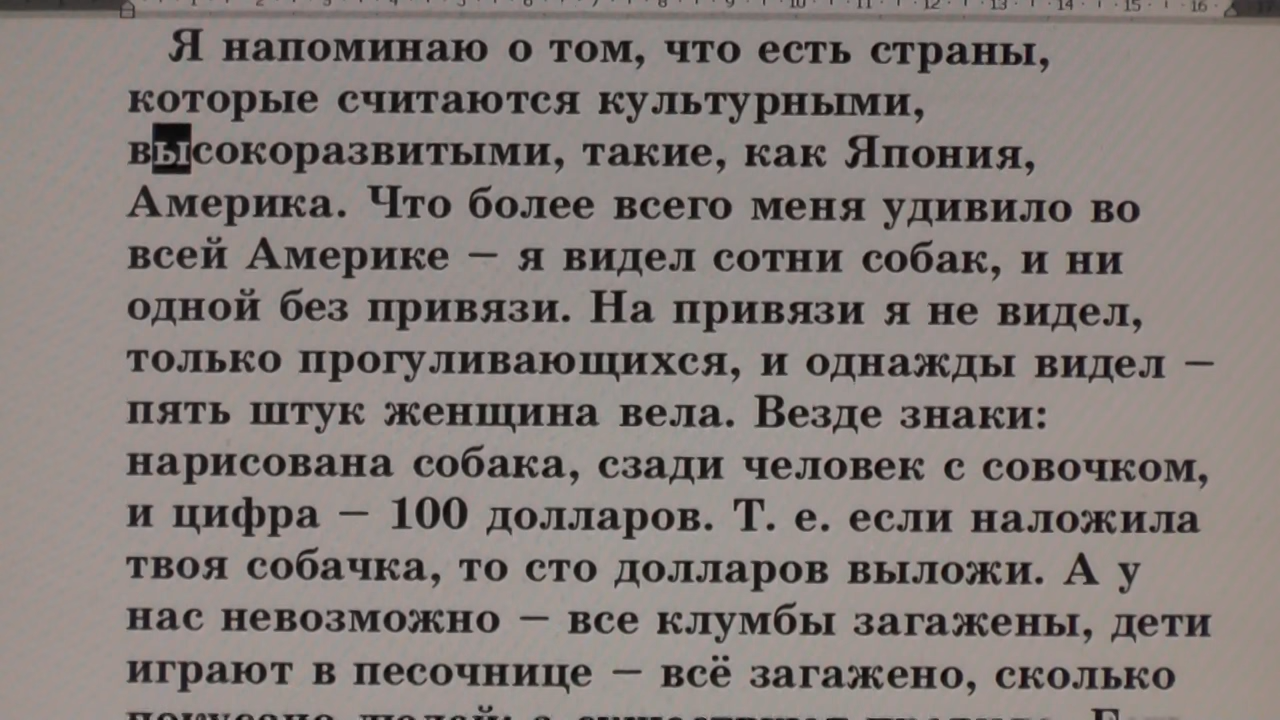 Я напоминаю о том, что есть страны,
которые считаются культурными,
высокоразвитыми, такие, как Япония,
Америка. Что более всего меня удивило во
всей Америке – я видел сотни собак, и ни
одной без привязи. На привязи я не видел,
только прогуливающихся, и однажды видел –
пять штук женщина вела. Везде знаки:
нарисована собака, сзади человек с совочком,
и цифра – 100 долларов. Т. е. если наложила
твоя собачка, то сто долларов выложи. А у
нас невозможно – все клумбы загажены, дети
играют в песочнице – всё загажено, сколько